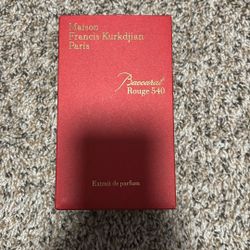 Maison
Francis Kurkdjian
Paris
Baccarat
Rouge 540
Extrait de parfum